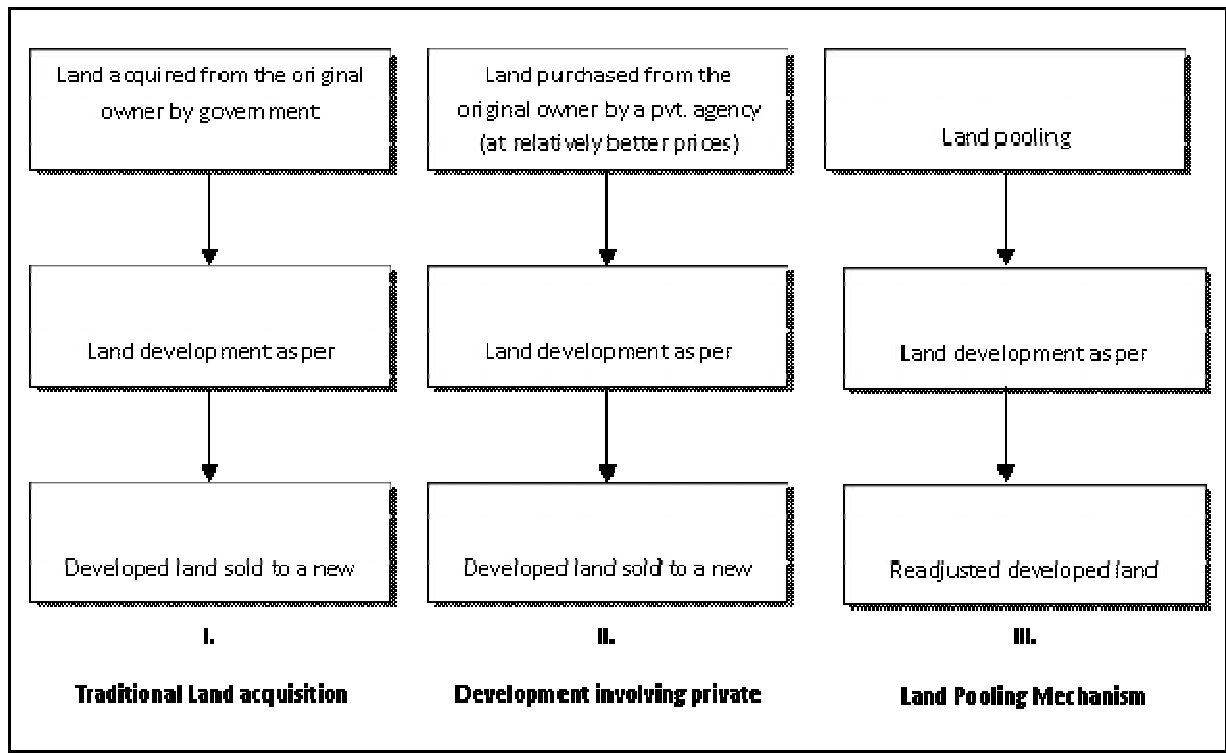 Land acquired from the original
owner by government
Land purchased from the
original owner by a pvt. agency
(at relatively better prices)
Land pooling
Land development as per
Land development as per
Land development as per
Developed land sold to a new
Developed land sold to a new
Readjusted developed land
I.
II.
III.
Traditional Land acquisition
Development involving private
Land Pooling Mechanism